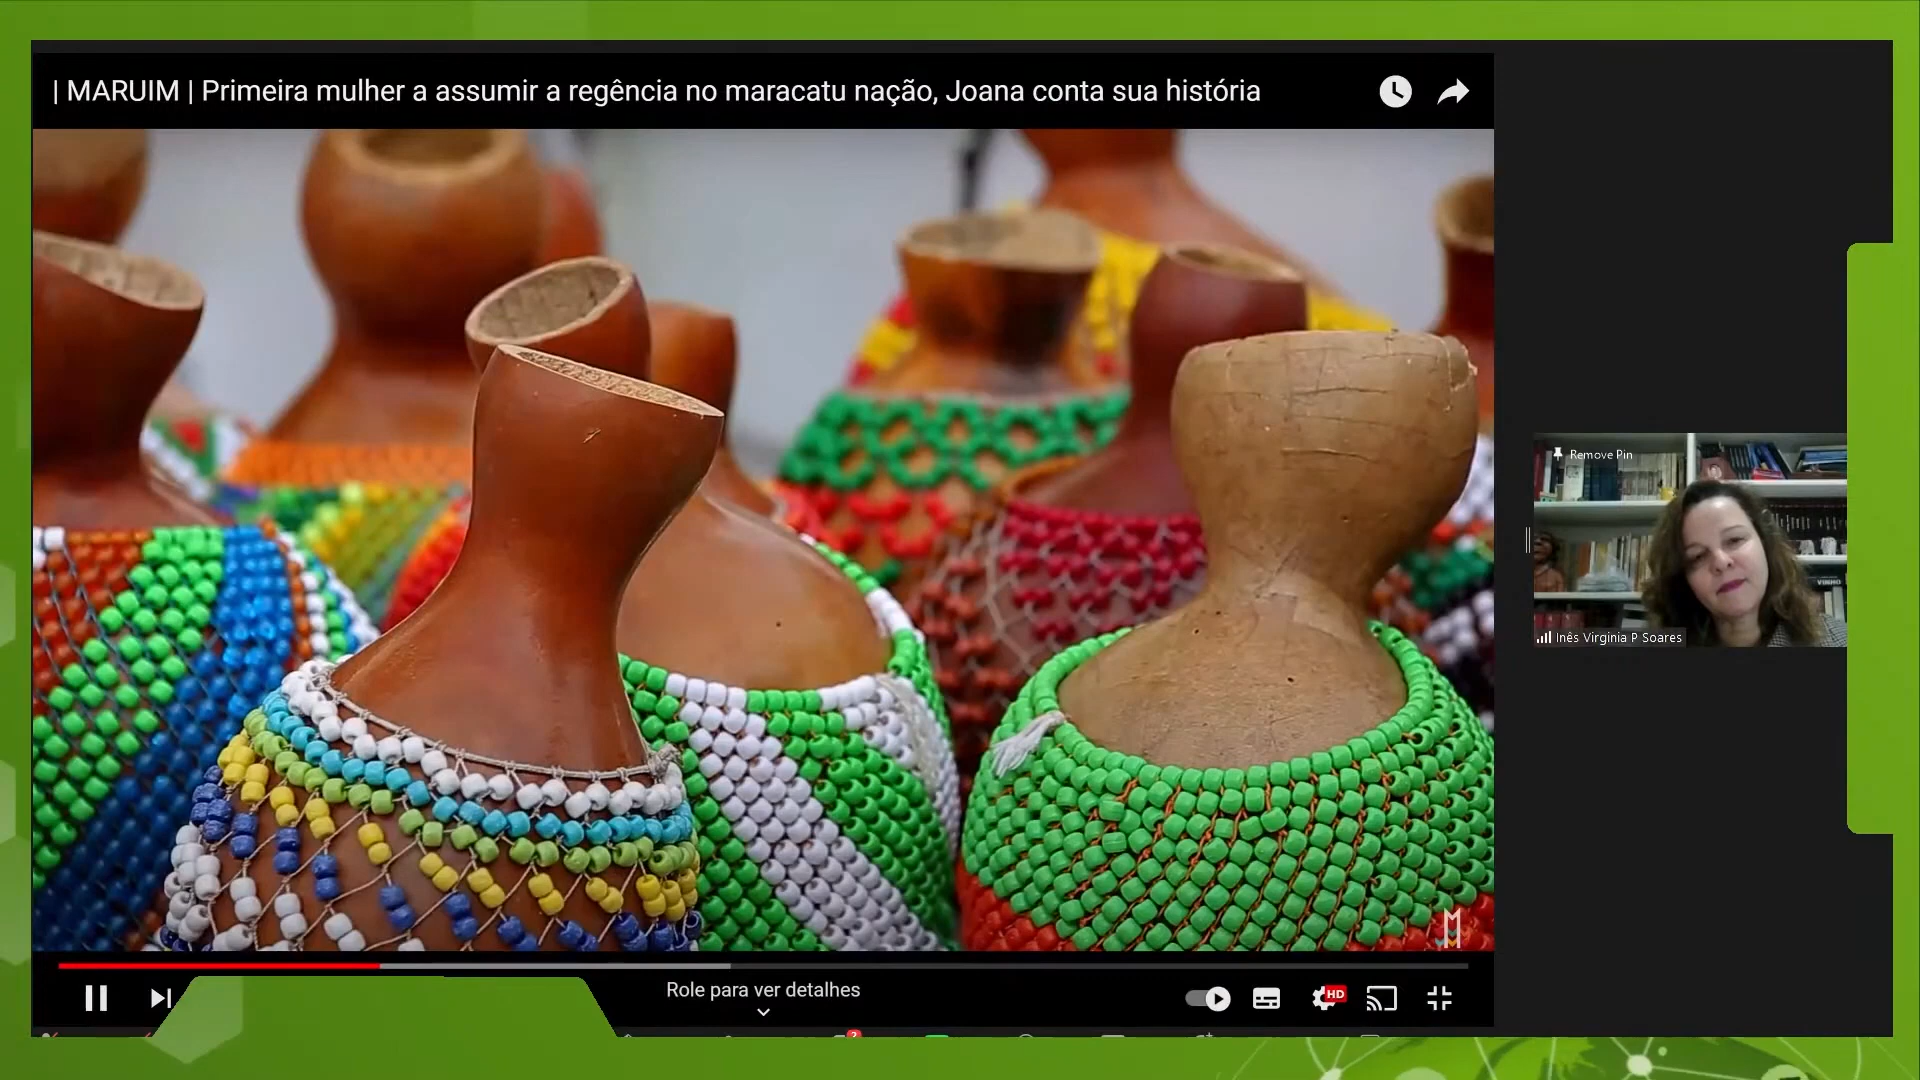 | MARUIM | Primeira mulher a assumir a regência no maracatu nação, Joana conta sua história
Remove Pin
Inês Virginia P Soares
Role para ver detalhes
HD
2